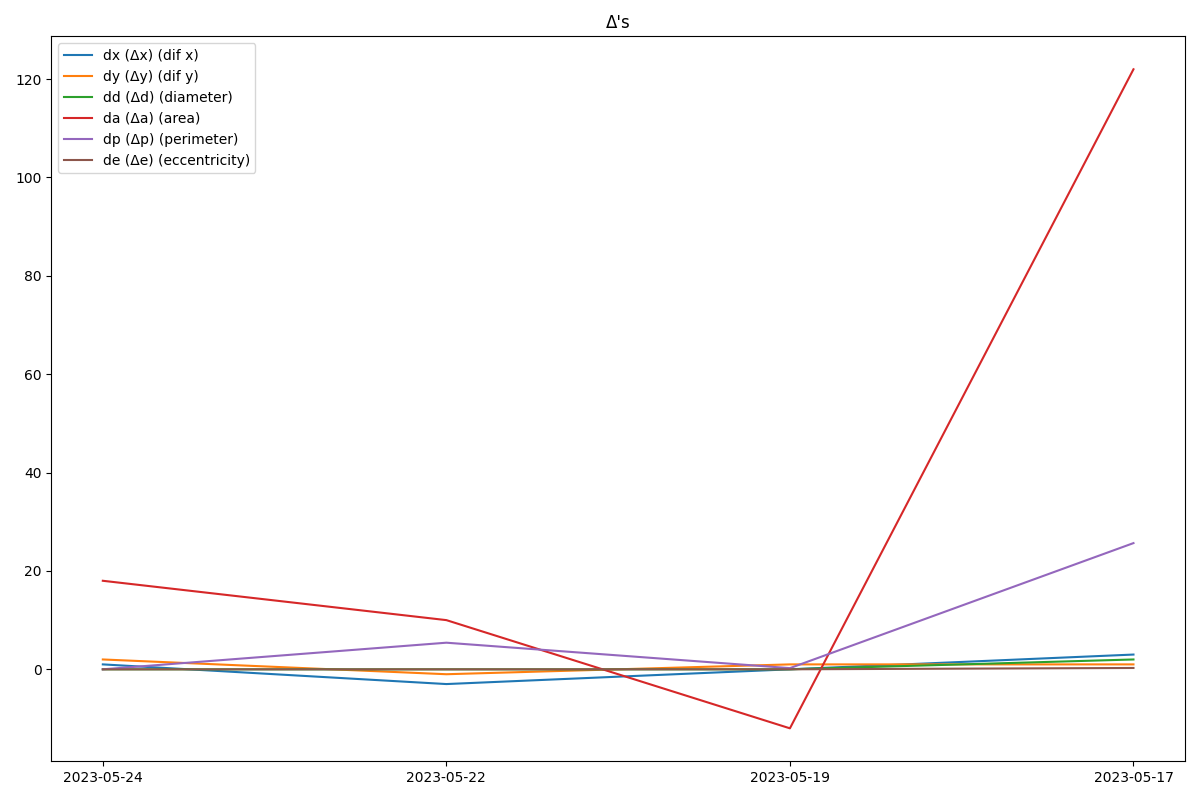 Δ's
dx (Δx) (dif x)
dy (Δy) (dif y)
dd (Δd) (diameter)
da (Δa) (area)
dp (Δp) (perimeter)
de (Δe) (eccentricity)
120
100
80
60
40
20
0
2023-05-24 2023-05-22 2023-05-19 2023-05-17